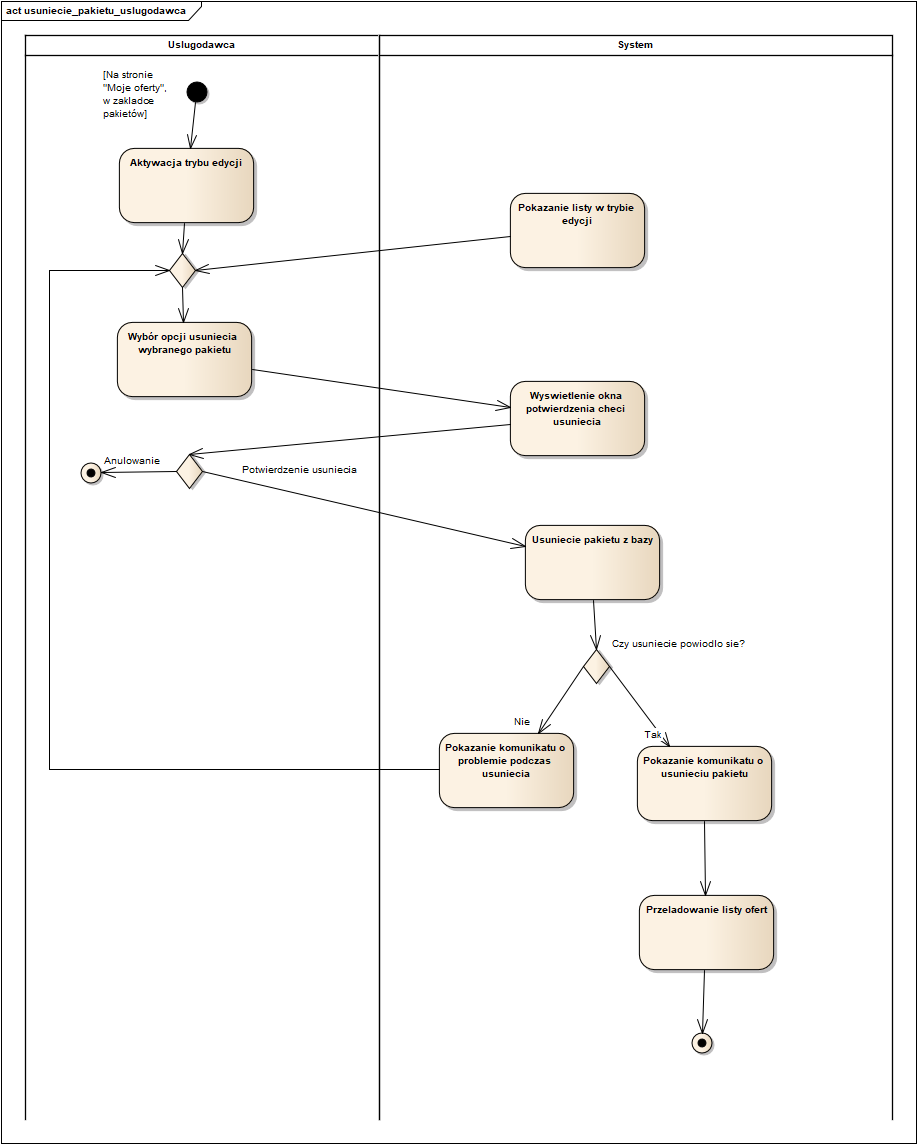 act usuniecie_pakietu_uslugodawca
Uslugodawca
System
[Na stronie
"Moje oferty",
w zakladce
pakietów]
Aktywacja trybu edycji
Pokazanie listy w trybie
edycji
Wybór opcji usuniecia
wybranego pakietu
Wyswietlenie okna
potwierdzenia checi
usuniecia
Anulowanie
Potwierdzenie usuniecia
Usuniecie pakietu z bazy
Czy usuniecie powiodlo sie?
Nie
Tak
Pokazanie komunikatu o
problemie podczas
usuniecia
Pokazanie komunikatu o
usunieciu pakietu
Przeladowanie listy ofert